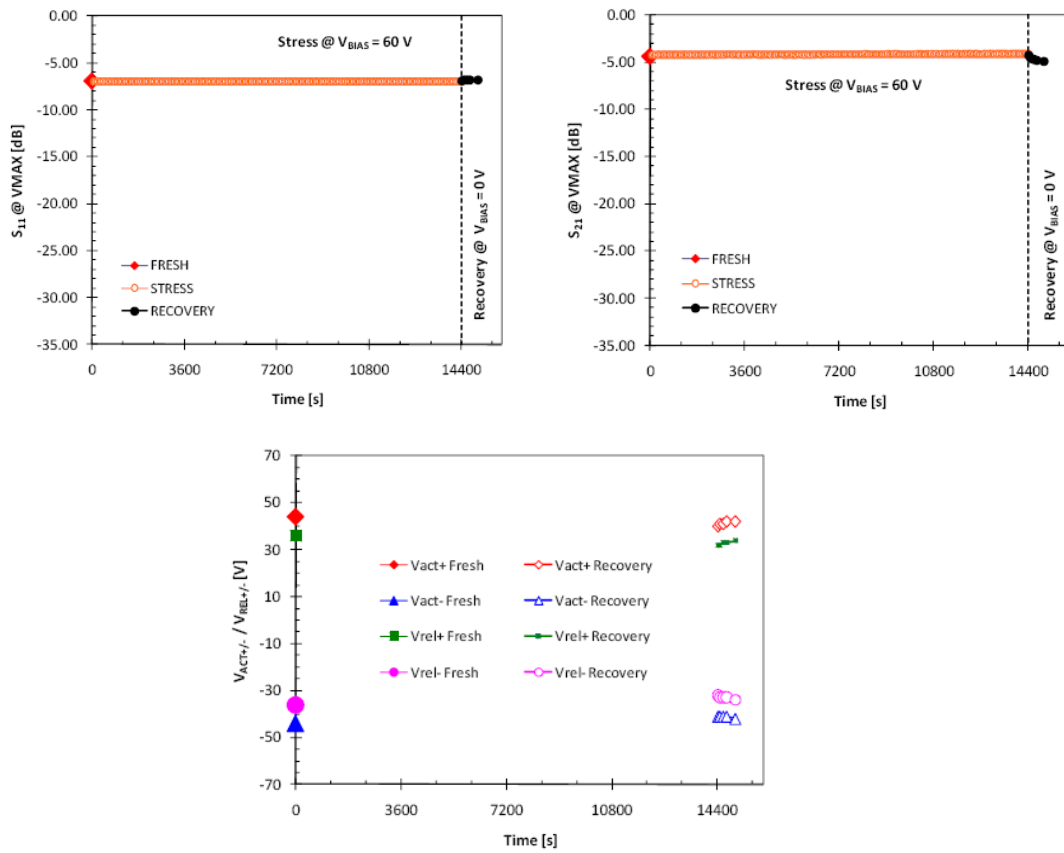 0.00
-5.00
-10.00
-15.00
-20.00
-25.00
-30.00
-35.00
S11 @ VMAX [dB]
Stress @ VBIAS = 60 V
FRESH
STRESS
RECOVERY
Recovery @ VBIAS = 0 V
0 3600 7200 10800 14400
Time [s]
0.00
-5.00
-10.00
-15.00
-20.00
-25.00
-30.00
-35.00
S21 @ VMAX [dB]
Stress @ VBIAS = 60 V
FRESH
STRESS
RECOVERY
Recovery @ VBIAS = 0 V
0 3600 7200 10800 14400
Time [s]
70
50
30
10
-10
-30
-50
-70
VACT+/- / VREL+/- [V]
Vact+ Fresh Vact+ Recovery
Vact- Fresh Vact- Recovery
Vrel+ Fresh Vrel+ Recovery
Vrel- Fresh Vrel- Recovery
0 3600 7200 10800 14400
Time [s]